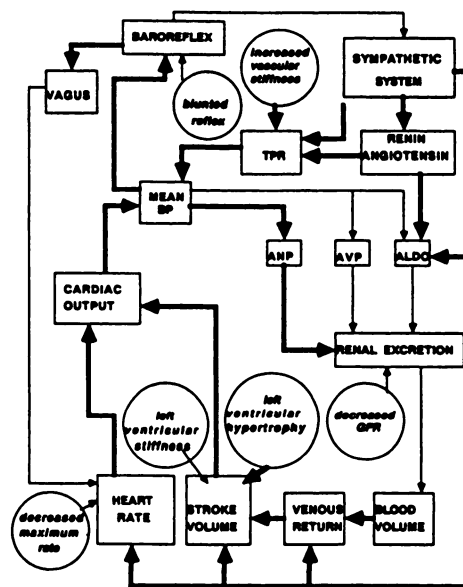 BAROREFLEX
SYMPATHETIC
SYSTEM
increased
vascular
stiffness
VAGUS
blunted
reflex
TPR
RENIN
ANGIOTENSIN
MEAN
BP
ANP
AVP
ALDO
CARDIAC
OUTPUT
RENAL EXCRETION
left
ventricular
stiffness
left
ventricular
hypertrophy
decreased
GFR
HEART
RATE
STROKE
VOLUME
VENOUS
RETURN
BLOOD
VOLUME
decreased
maximum
rate